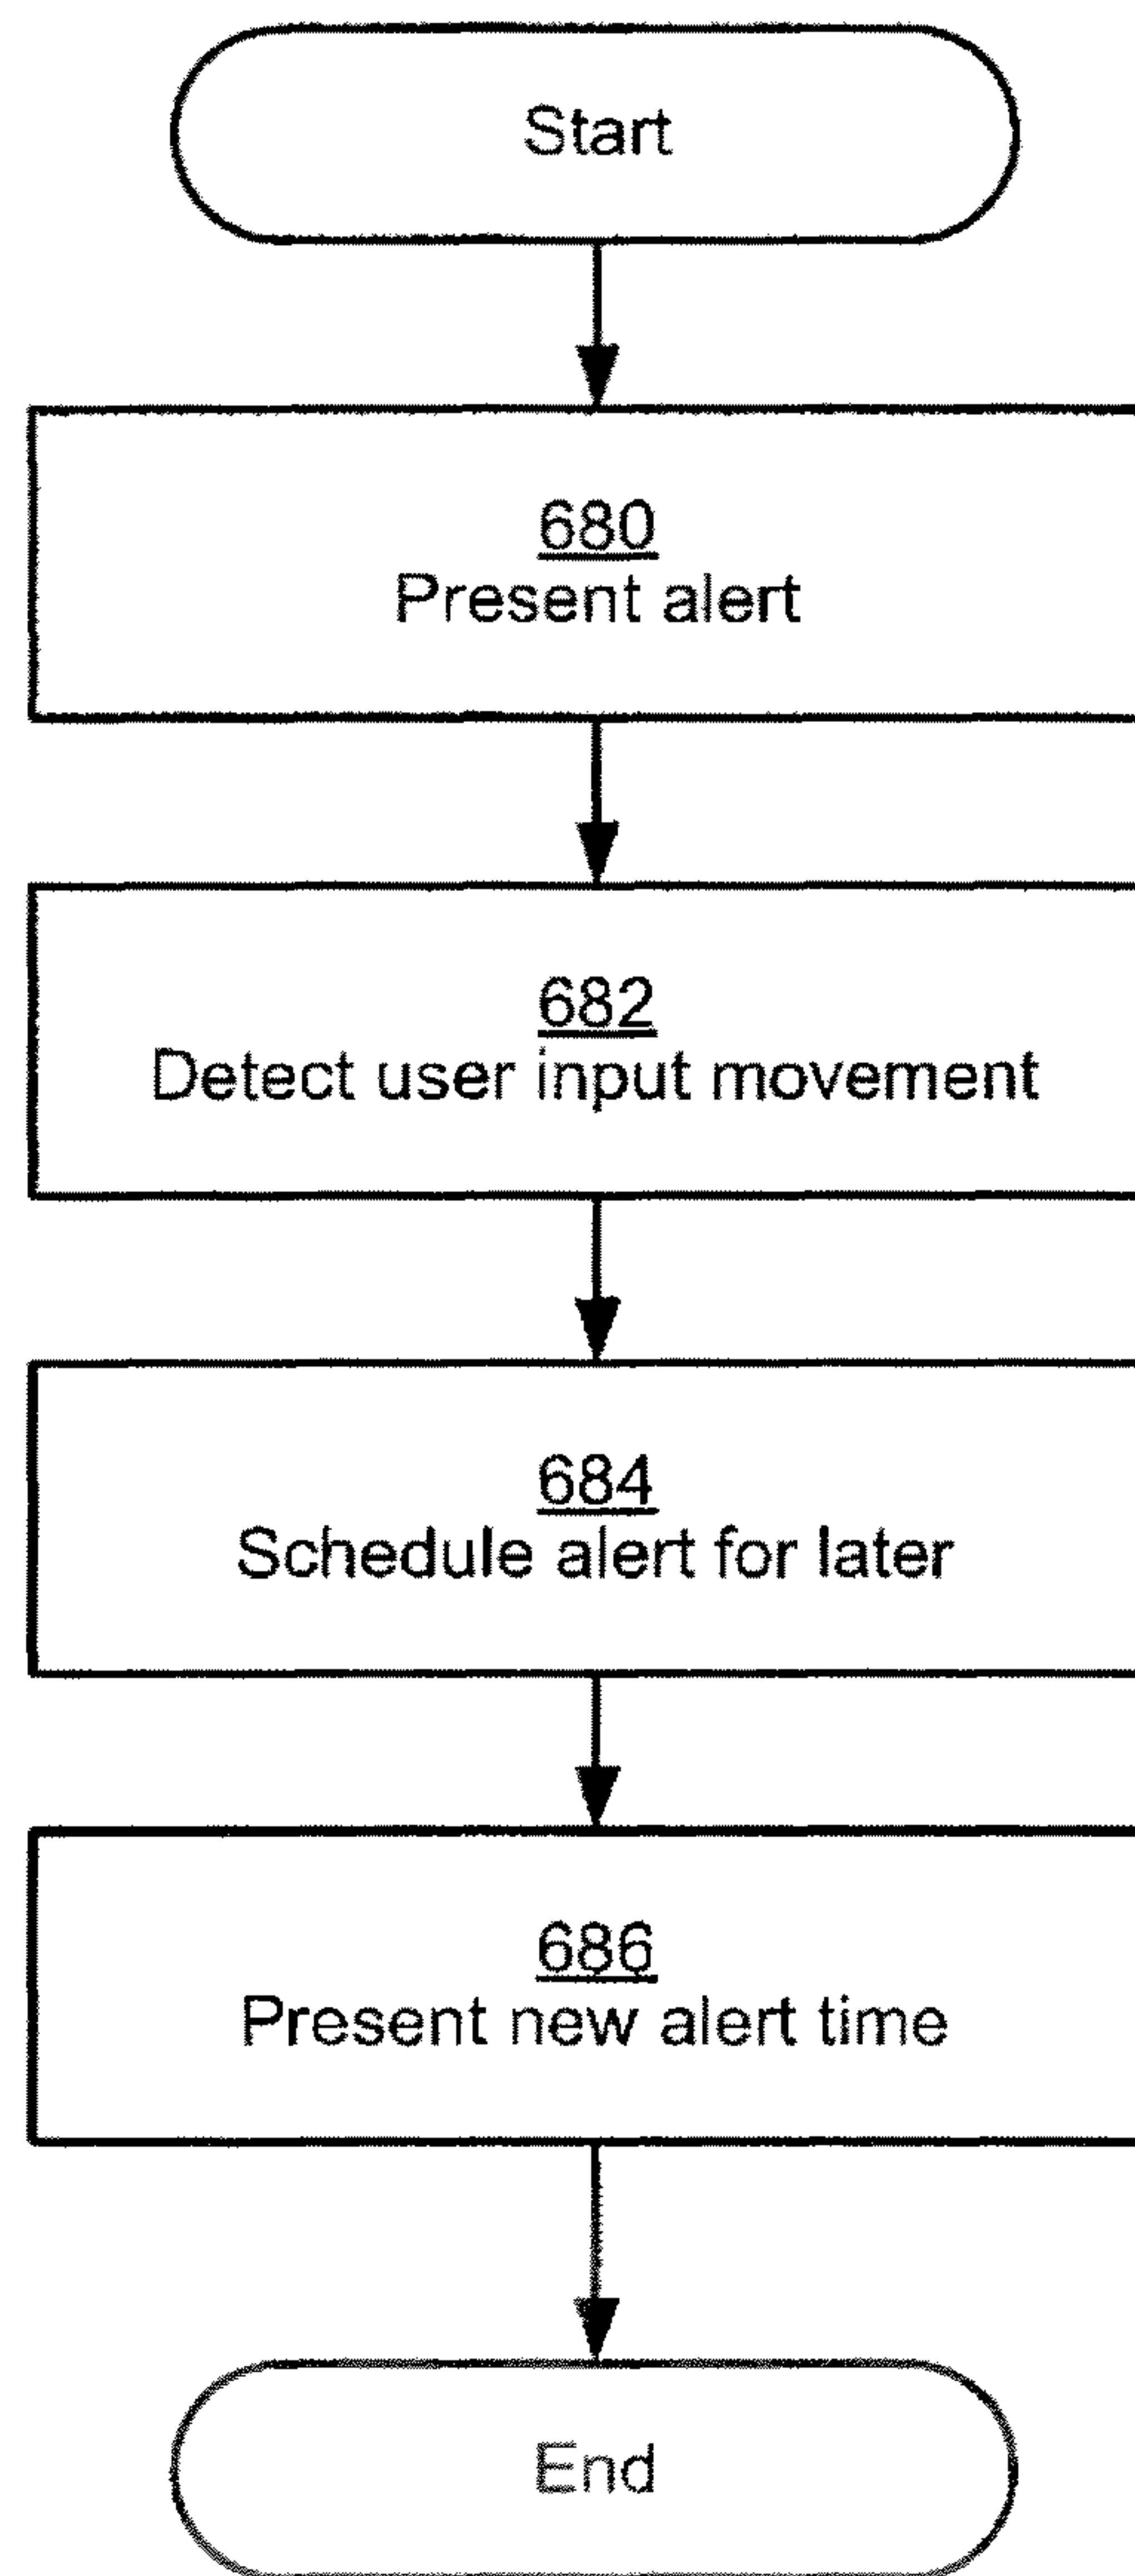 Start
680
Present alert
682
Detect user input movement
684
Schedule alert for later
686
Present new alert time
End